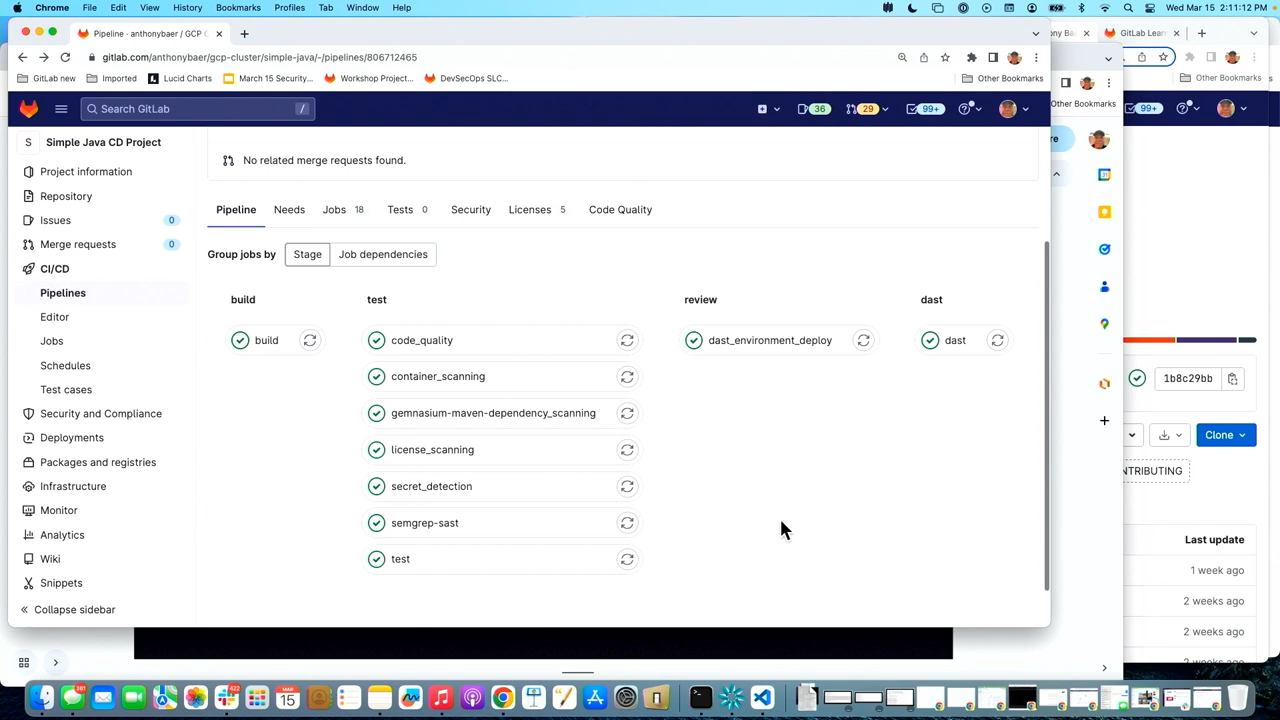 Chrome File Edit View History Bookmarks Profiles Tab Window Help Wed Mar 15 2:11:12 PM
Pipeline · anthonybaer / GCP C
GitLab Lear
gitlab.com/anthonybaer/gcp-cluster/simple-java/-/pipelines/806712465
GitLab new Imported Lucid Charts March 15 Security... Workshop Project... DevSecOps SLC... Other Bookmarks
Other Bookmarks
Other Bookmarks
Search GitLab / 36 29 99+
99+
S Simple Java CD Project
Project information
Repository
Issues 0
Merge requests 0
CI/CD
Pipelines
Editor
Jobs
Schedules
Test cases
Security and Compliance
Deployments
Packages and registries
Infrastructure
Monitor
Analytics
Wiki
Snippets
Collapse sidebar
No related merge requests found.
Pipeline Needs Jobs 18 Tests 0 Security Licenses 5 Code Quality
Group jobs by Stage Job dependencies
build test review dast
build code_quality dast_environment_deploy dast
container_scanning
gemnasium-maven-dependency_scanning
license_scanning
secret_detection
semgrep-sast
test
re
1b8c29bb
Clone
NTRIBUTING
Last update
1 week ago
2 weeks ago
2 weeks ago
2 weeks ago
MAR
15